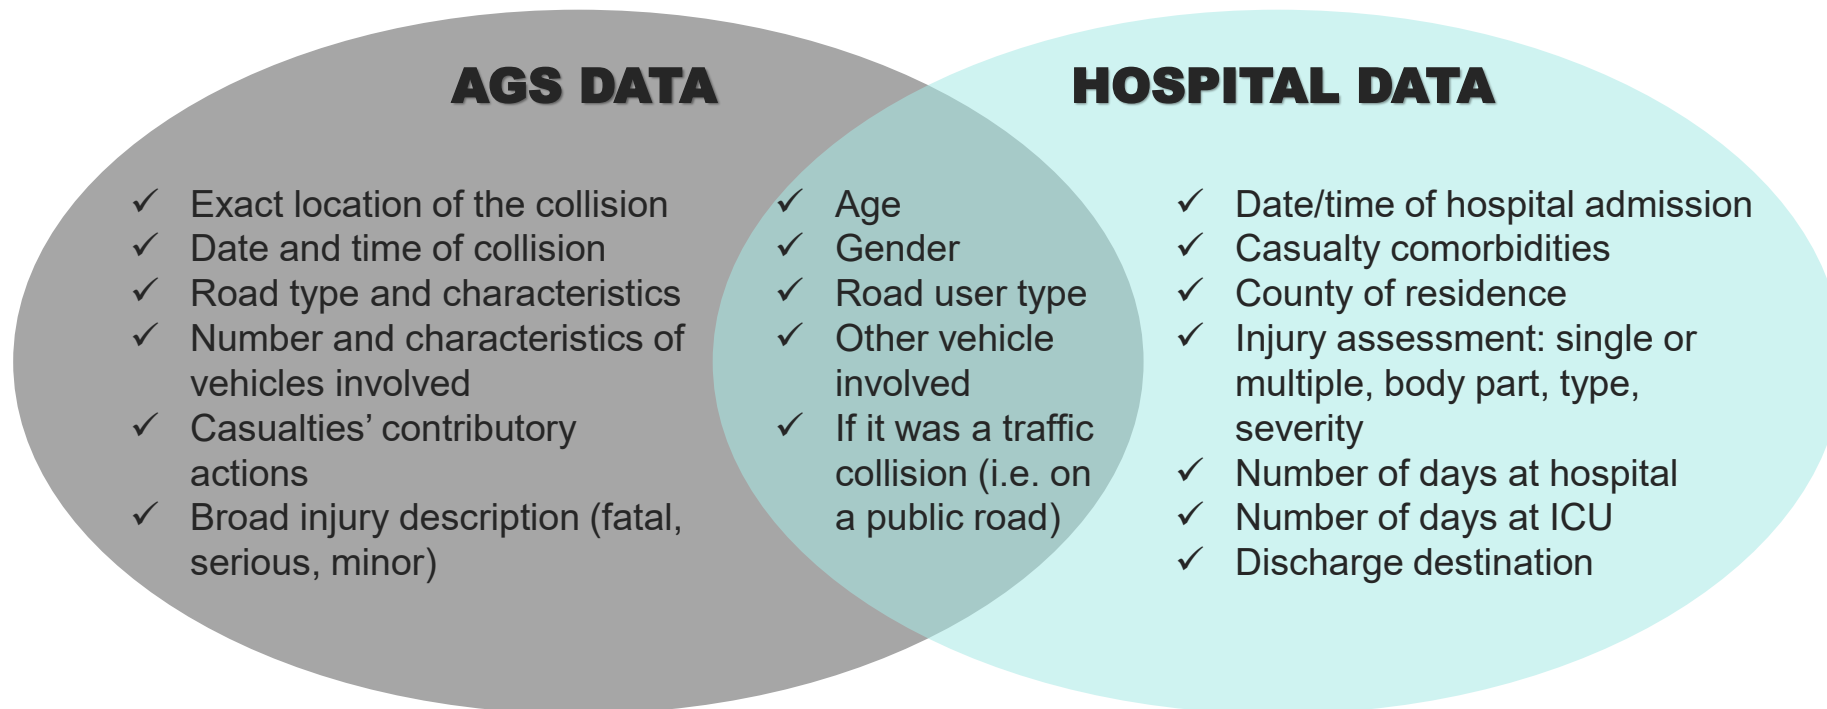 AGS DATA
✓ Exact location of the collision
✓ Date and time of collision
✓ Road type and characteristics
✓ Number and characteristics of
vehicles involved
✓ Casualties’ contributory
actions
✓ Broad injury description (fatal,
serious, minor)
✓ Age
✓ Gender
✓ Road user type
✓ Other vehicle
involved
✓ If it was a traffic
collision (i.e. on
a public road)
HOSPITAL DATA
✓ Date/time of hospital admission
✓ Casualty comorbidities
✓ County of residence
✓ Injury assessment: single or
multiple, body part, type,
severity
✓ Number of days at hospital
✓ Number of days at ICU
✓ Discharge destination